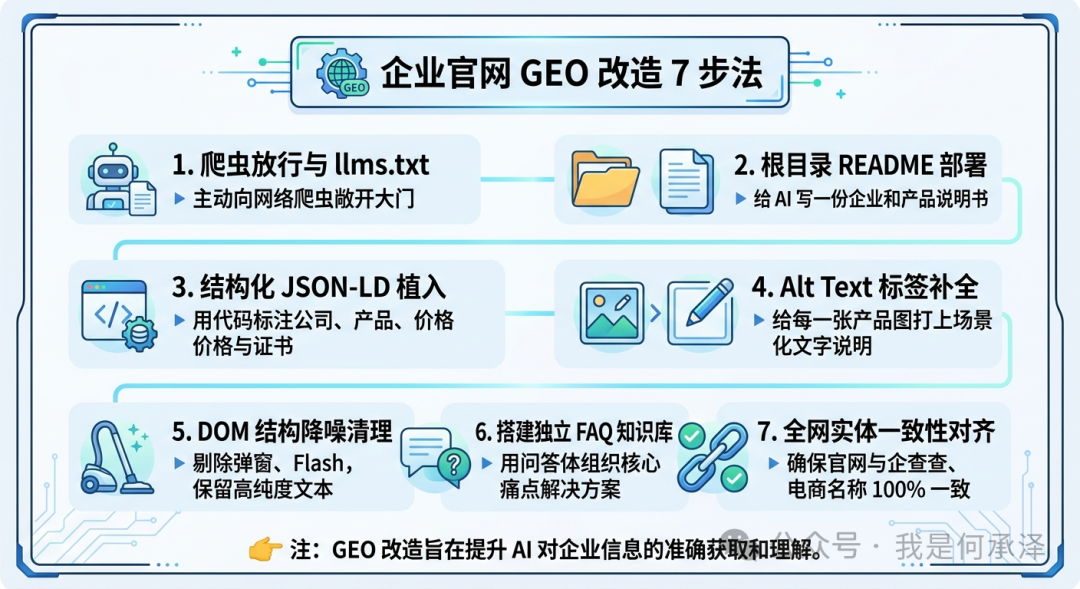 GEO
企业官网 GEO 改造 7 步法
1. 爬虫放行与 llms.txt
主动向网络爬虫敞开大门
2. 根目录 README 部署
给 AI 写一份企业和产品说明书
3. 结构化 JSON-LD 植入
用代码标注公司、产品、价格
价格与证书
4. Alt Text 标签补全
给每一张产品图打上场景
化文字说明
5. DOM 结构降噪清理
剔除弹窗、Flash，
保留高纯度文本
6. 搭建独立 FAQ 知识库
用问答体组织核心
痛点解决方案
7. 全网实体一致性对齐
确保官网与企查查、
电商名称 100% 一致
注：GEO 改造旨在提升 AI 对企业信息的准确获取和理解。
公众号 · 我是何承泽